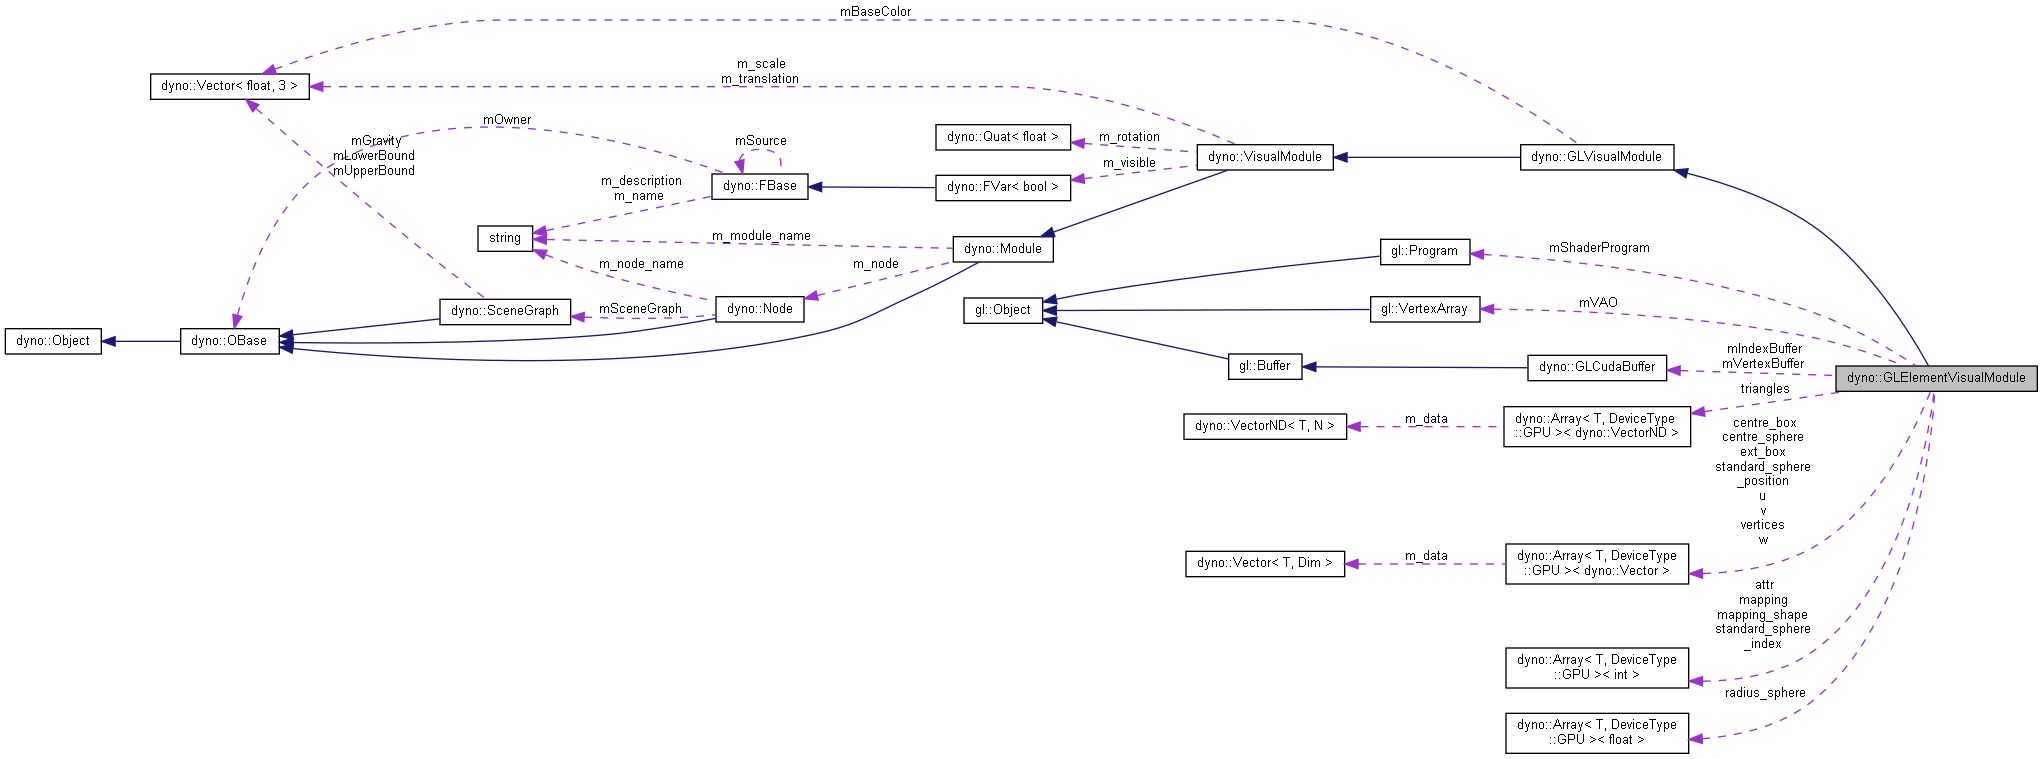 mBaseColor
m_scale
m_translation
dyno::Vector< float, 3 >
mOwner
mGravity
mLowerBound
mUpperBound
mSource
dyno::Quat< float >
m_rotation
dyno::VisualModule
dyno::GLVisualModule
m_visible
dyno::FBase
dyno::FVar< bool >
m_description
m_name
string
m_module_name
dyno::Module
m_node_name
m_node
gl::Program
mShaderProgram
dyno::SceneGraph
mSceneGraph
dyno::Node
gl::Object
gl::VertexArray
mVAO
dyno::Object
dyno::OBase
gl::Buffer
dyno::GLCudaBuffer
mIndexBuffer
mVertexBuffer
dyno::GLElementVisualModule
triangles
dyno::VectorND< T, N >
m_data
dyno::Array< T, DeviceType
::GPU >< dyno::VectorND >
centre_box
centre_sphere
ext_box
standard_sphere
_position
u
v
vertices
w
dyno::Vector< T, Dim >
m_data
dyno::Array< T, DeviceType
::GPU >< dyno::Vector >
attr
mapping
mapping_shape
standard_sphere
_index
dyno::Array< T, DeviceType
::GPU >< int >
radius_sphere
dyno::Array< T, DeviceType
::GPU >< float >